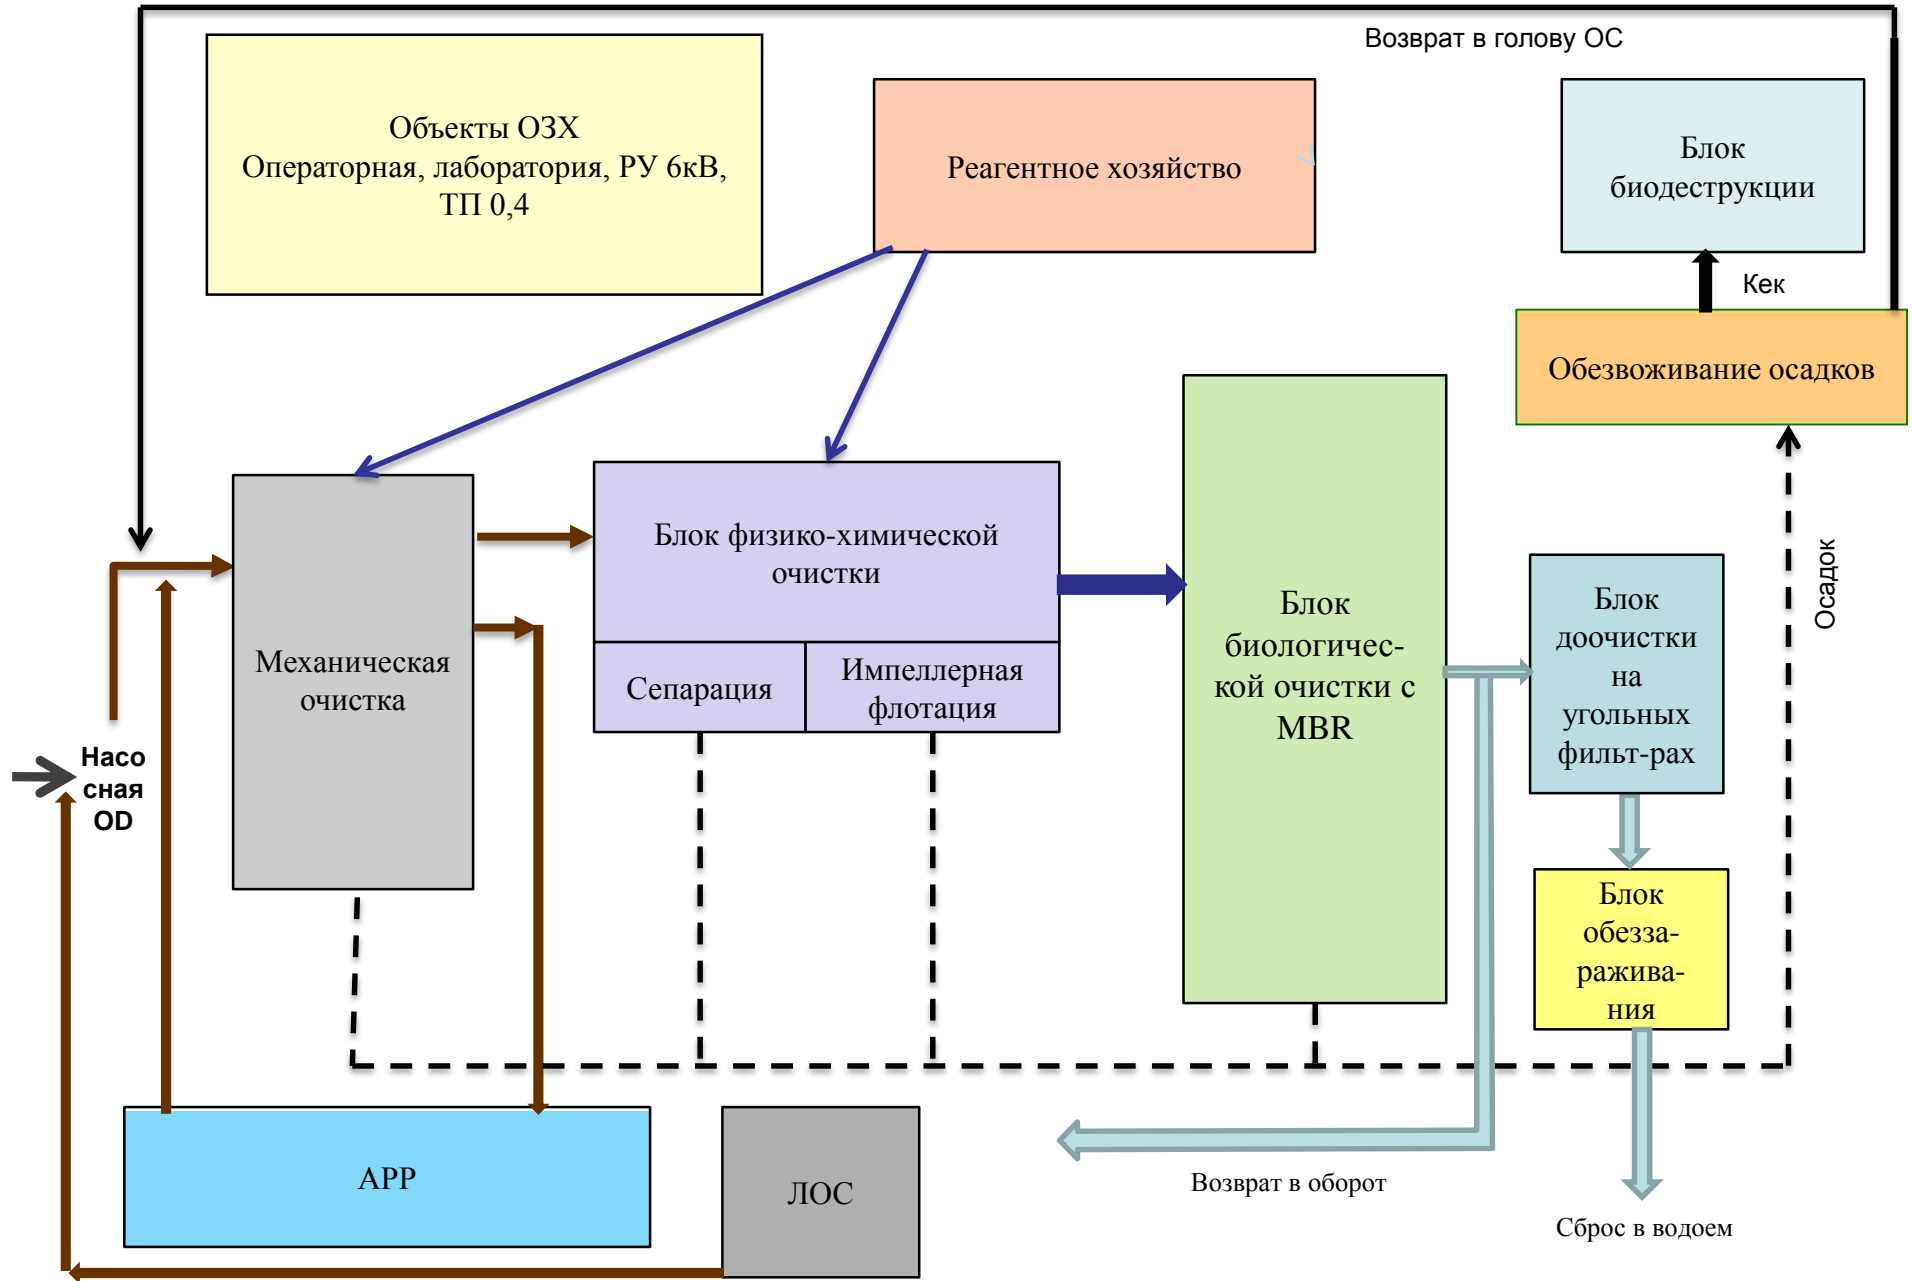 Возврат в голову ОС
Объекты ОЗХ
Операторная, лаборатория, РУ 6кВ,
ТП 0,4
Реагентное хозяйство
Блок
биодеструкции
Кек
Обезвоживание осадков
Осадок
Механическая
очистка
Блок физико-химической
очистки
Сепарация
Импеллерная
флотация
Блок
биологичес-
кой очистки с
MBR
Блок
доочистки
на
угольных
фильт-рах
Насо
сная
OD
Блок
обезза-
ражива-
ния
АРР
ЛОС
Возврат в оборот
Сброс в водоем